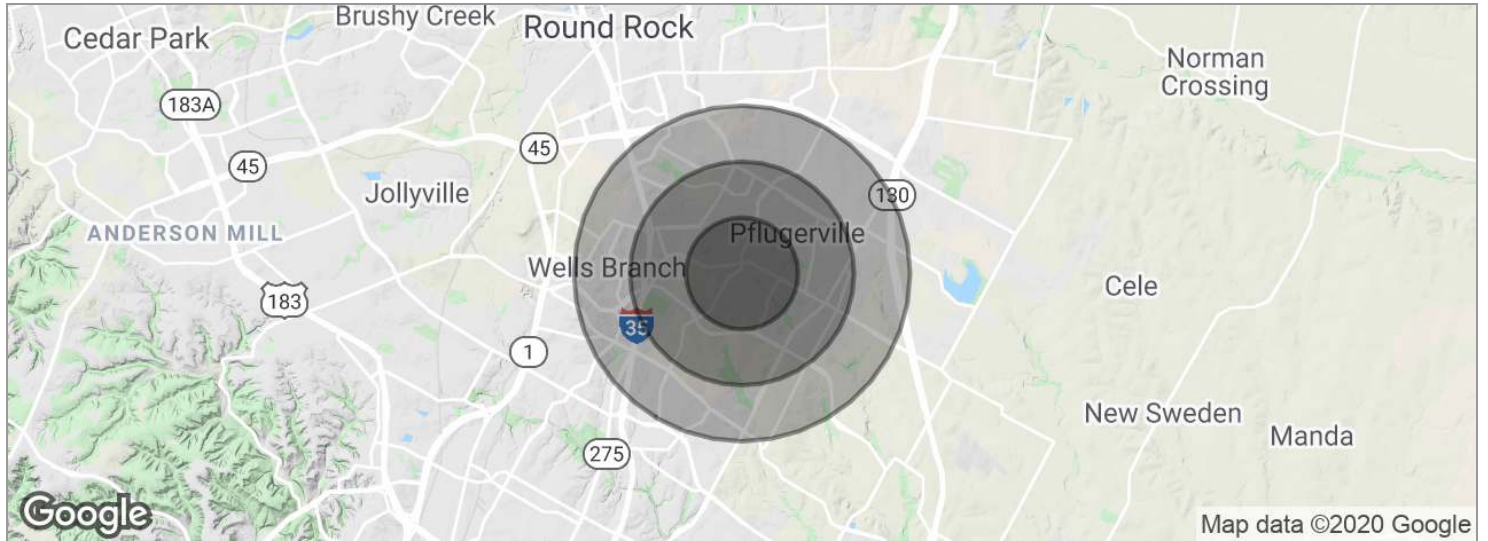 Brushy Creek
Round Rock
Cedar Park
Norman
Crossing
183A
45
45
Jollyville
130
ANDERSON MILL
Pflugerville
Wells Branch
Cele
183
35
1
New Sweden
Manda
275
Google
Map data ©2020 Google